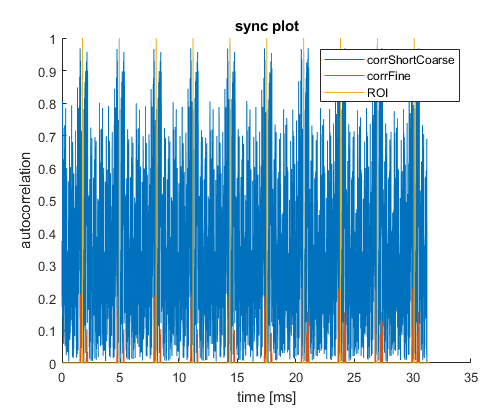 sync plot
corrShortCoarse
corrFine
ROI
1
0.9
0.8
0.7
0.6
0.5
0.4
0.3
0.2
0.1
0
autocorrelation
0 5 10 15 20 25 30 35
time [ms]